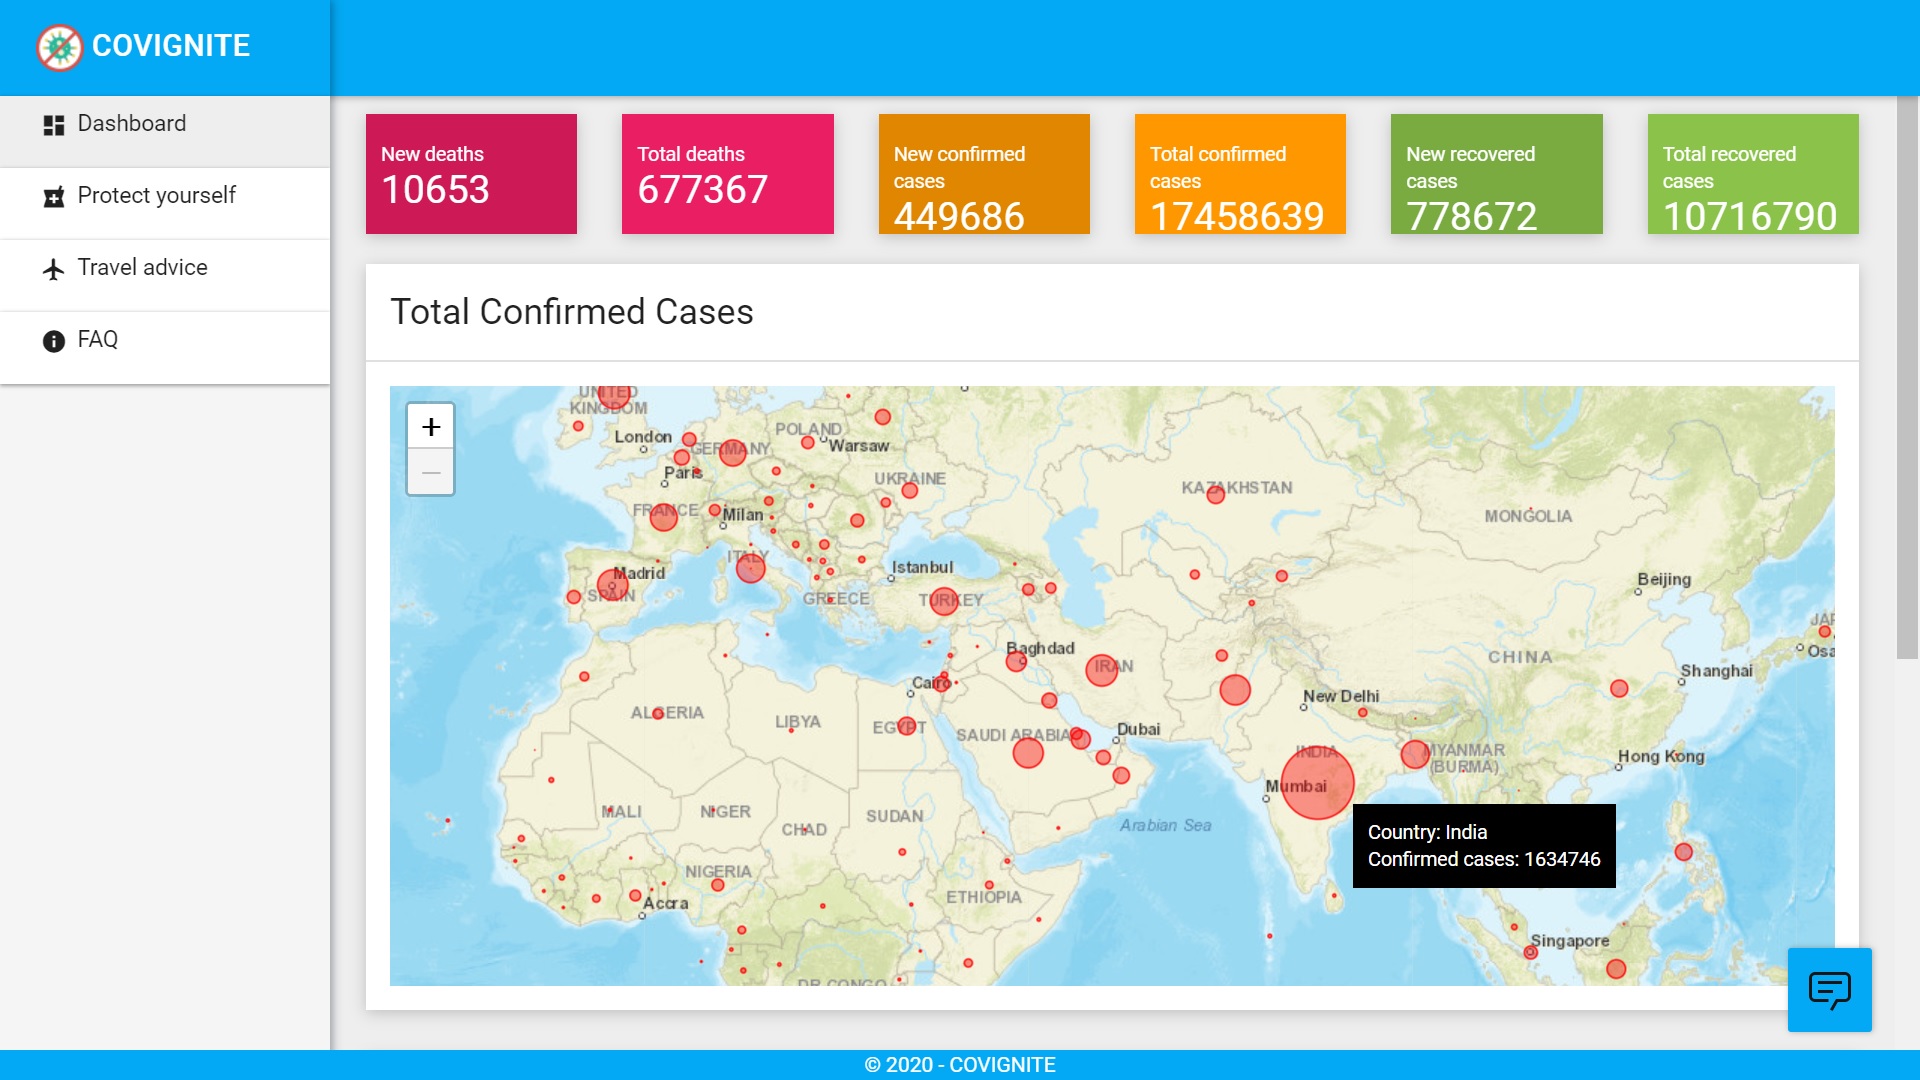 COVIGNITE
Dashboard
Protect yourself
Travel advice
FAQ
New deaths
10653
Total deaths
677367
New confirmed
cases
449686
Total confirmed
cases
17458639
New recovered
cases
778672
Total recovered
cases
10716790
Total Confirmed Cases
+
−
UNITED
KINGDOM
London
POLAND
Warsaw
GERMANY
Paris
UKRAINE
KAZAKHSTAN
FRANCE
Milan
MONGOLIA
ITALY
Istanbul
Madrid
Beijing
SPAIN
GREECE
TURKEY
JAP
Baghdad
Osa
IRAN
CHINA
Shanghai
Cairo
New Delhi
ALGERIA
LIBYA
EGYPT
SAUDI ARABIA
Dubai
INDIA
MYANMAR
(BURMA)
Hong Kong
Mumbai
MALI
NIGER
CHAD
SUDAN
Arabian Sea
Country: India
Confirmed cases: 1634746
NIGERIA
ETHIOPIA
Accra
Singapore
DR CONGO
© 2020 - COVIGNITE